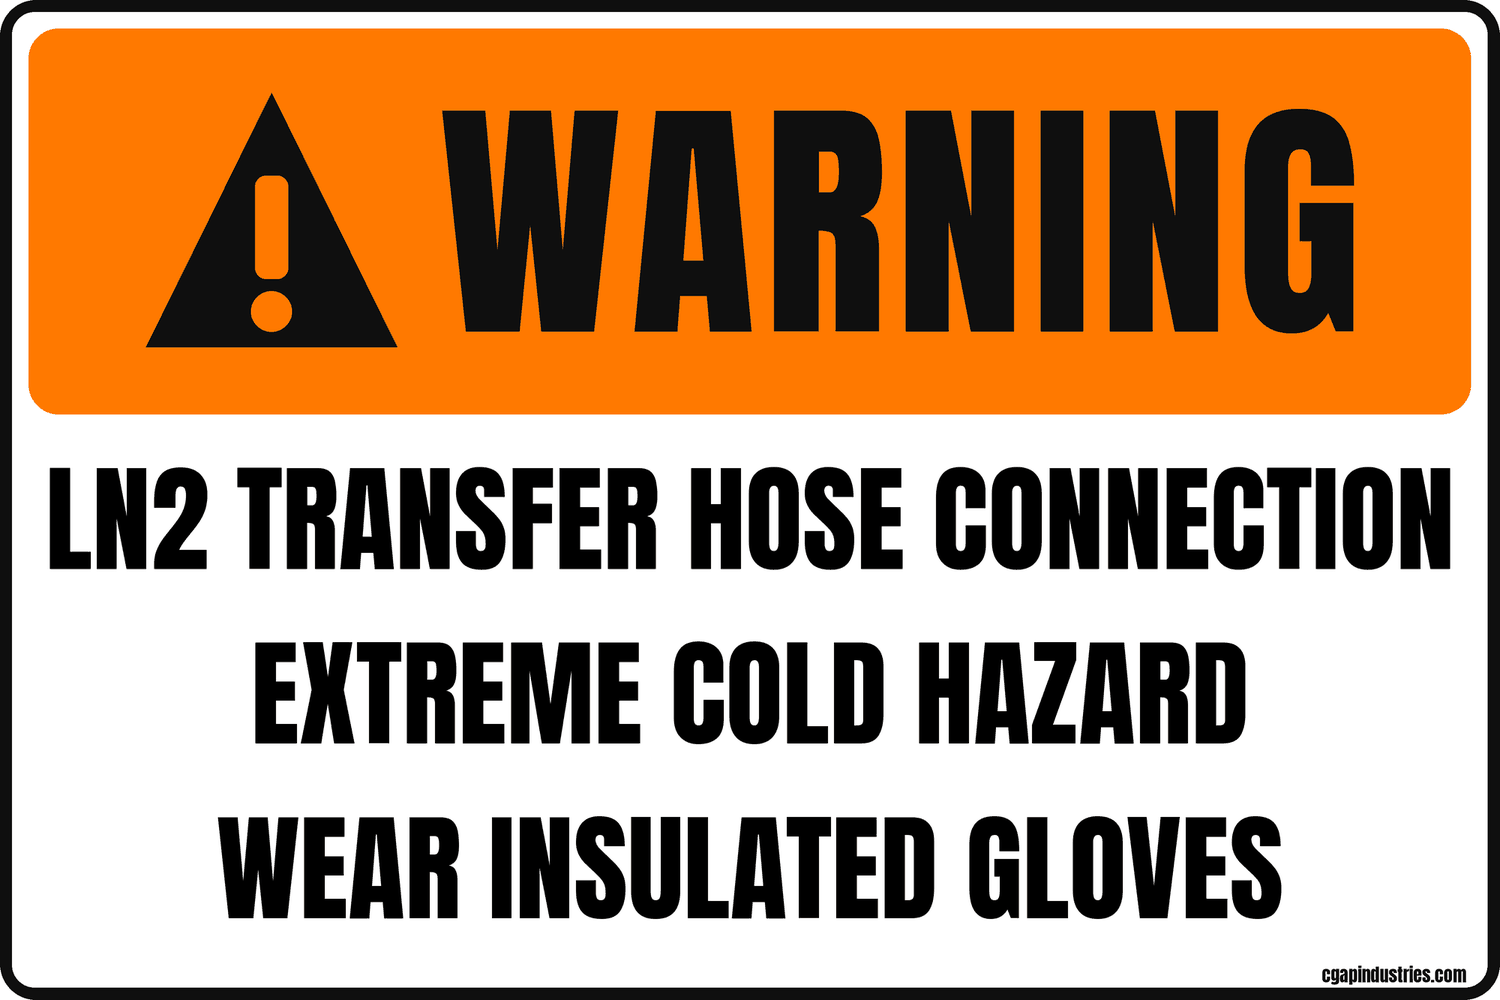 WARNING
LN2 TRANSFER HOSE CONNECTION
EXTREME COLD HAZARD
WEAR INSULATED GLOVES
cgapindustries.com